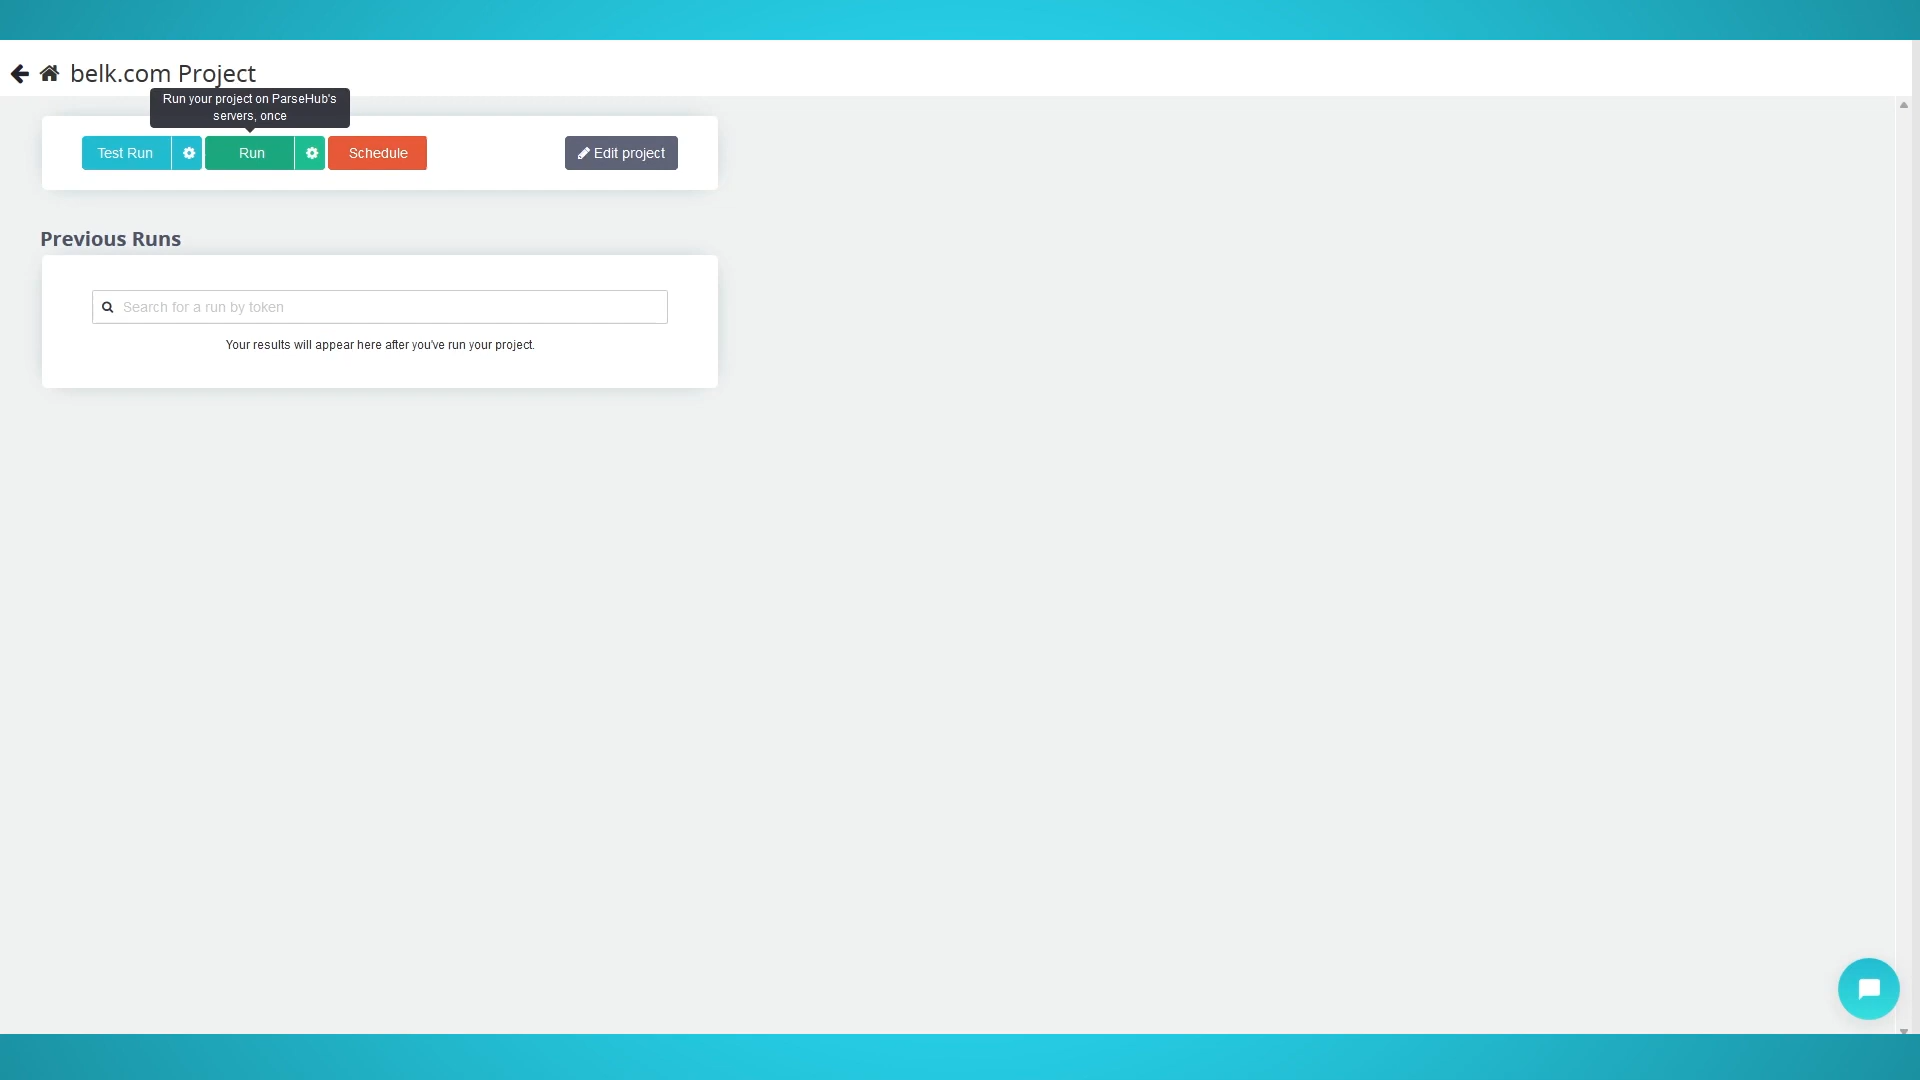 belk.com Project
Run your project on ParseHub's
servers, once
Test Run
Run
Schedule
Edit project
Previous Runs
Search for a run by token
Your results will appear here after you've run your project.